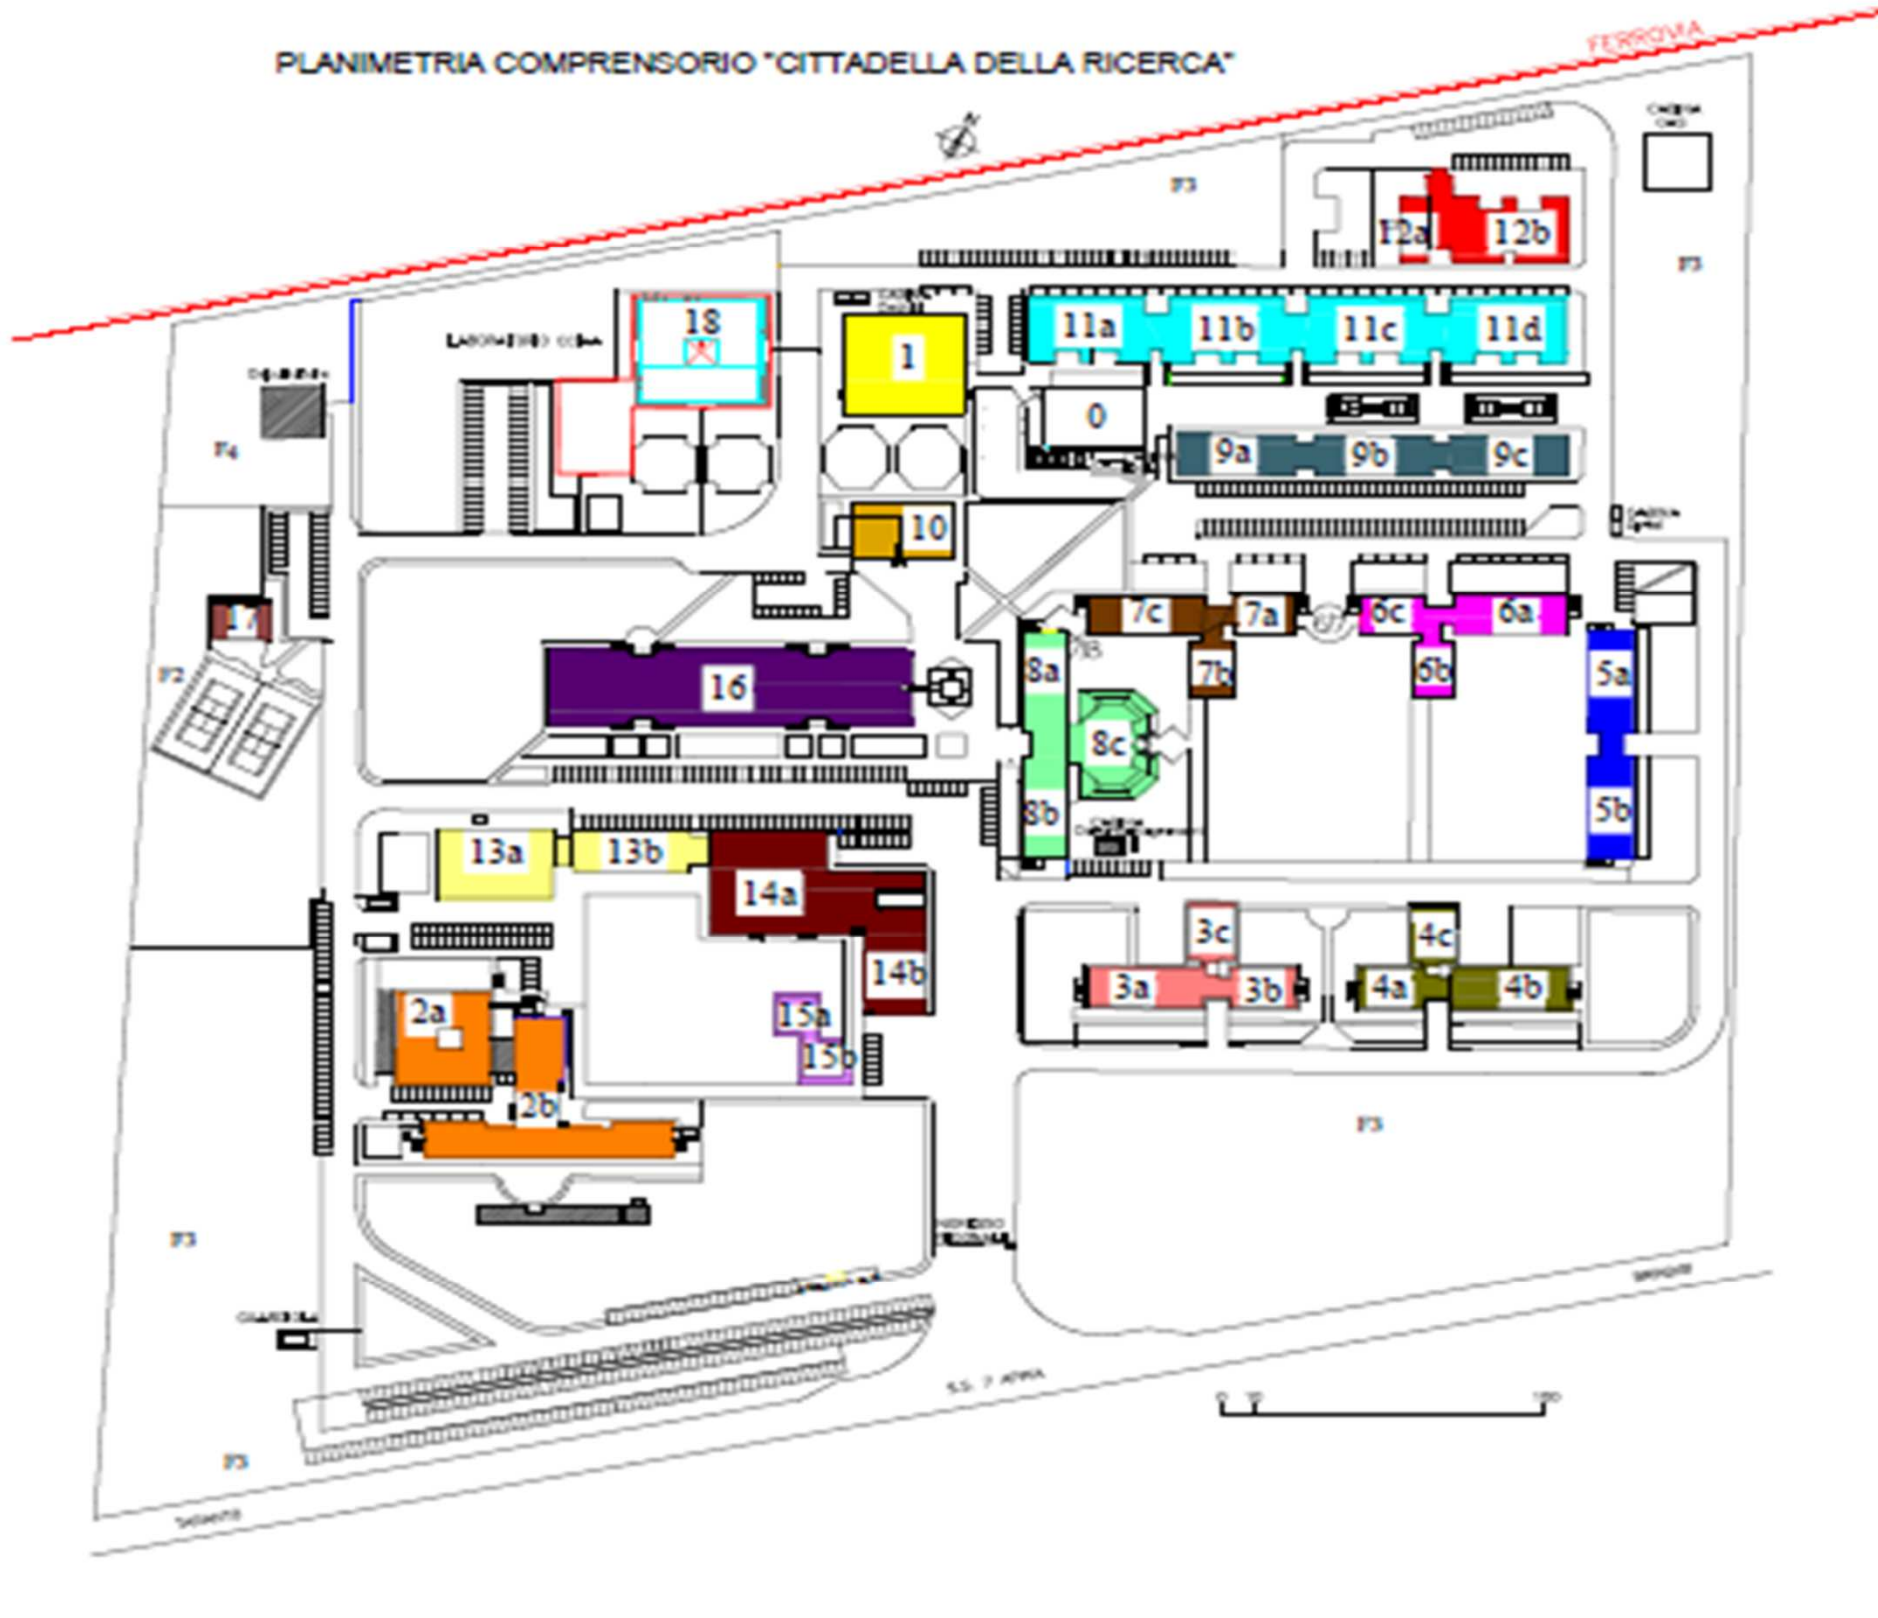 FERROVIA
PLANIMETRIA COMPRENSORIO "CITTADELLA DELLA RICERCA"
N
F3
12a
12b
F3
18
1
11a
11b
11c
11d
0
F4
9a
9b
9c
10
17
7c
7a
6c
6a
F2
16
8a
7b
6b
5a
8c
8b
5b
13a
13b
14a
3c
4c
14b
3a
3b
4a
4b
2a
15a
15b
2b
F3
F3
S.S. 7 APPIA
F3